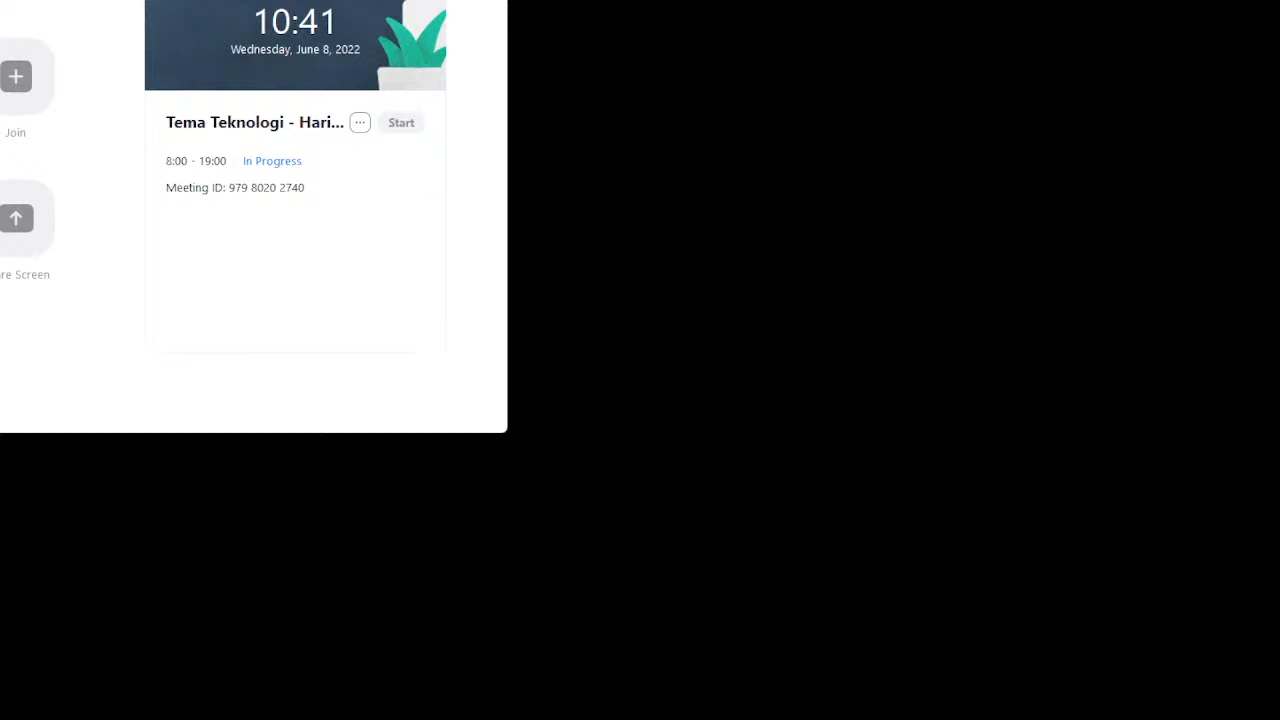 10:41
Wednesday, June 8, 2022
Join
Tema Teknologi - Hari...
Start
8:00 - 19:00 In Progress
Meeting ID: 979 8020 2740
re Screen